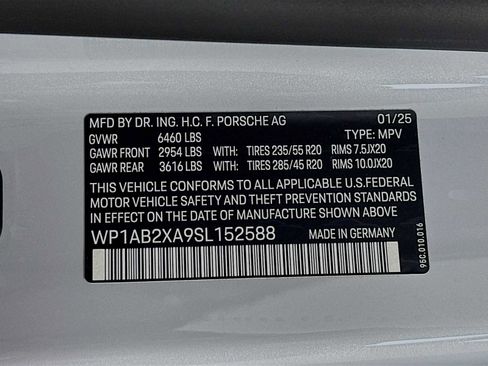 MFD BY DR. ING. H.C. F. PORSCHE AG 01/25
GVWR 6460 LBS TYPE: MPV
GAWR FRONT 2954 LBS WITH: TIRES 235/55 R20 RIMS 7.5JX20
GAWR REAR 3616 LBS WITH: TIRES 285/45 R20 RIMS 10.0JX20
THIS VEHICLE CONFORMS TO ALL APPLICABLE U.S.FEDERAL
MOTOR VEHICLE SAFETY AND THEFT PREVENTION STANDARDS
IN EFFECT ON THE DATE OF MANUFACTURE SHOWN ABOVE.
WP1AB2XA9SL152588 MADE IN GERMANY
95C.010.016